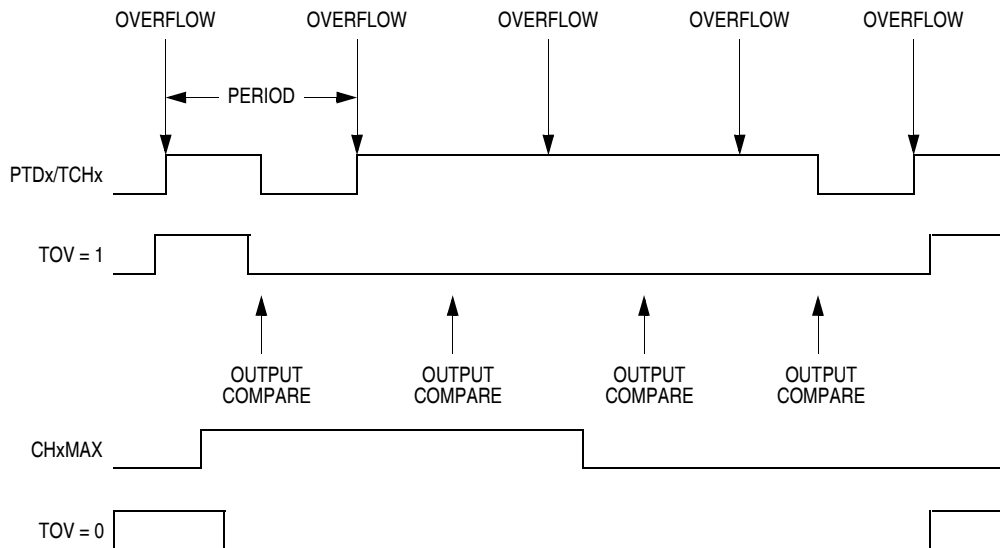 OVERFLOW OVERFLOW OVERFLOW OVERFLOW OVERFLOW
PERIOD
PTDx/TCHx
TOV = 1
OUTPUT OUTPUT OUTPUT OUTPUT
COMPARE COMPARE COMPARE COMPARE
CHxMAX
TOV = 0